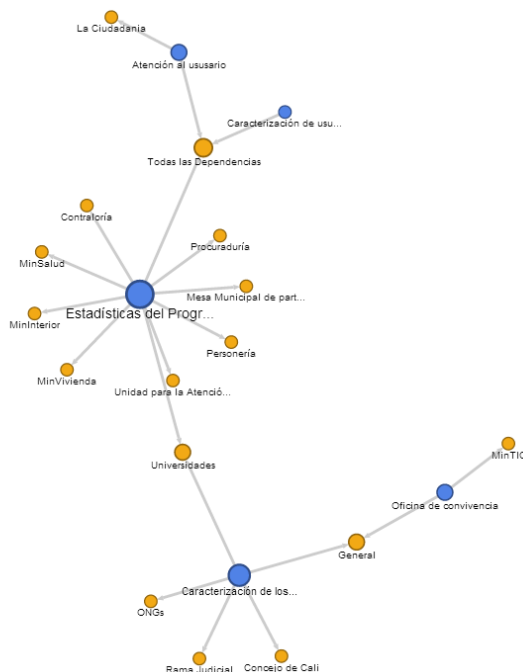 La Ciudadania
Atención al ususario
Caracterización de usu...
Todas las Dependencias
Contraloría
Procuraduría
MinSalud
Mesa Municipal de part...
Estadísticas del Progr...
MinInterior
Personería
MinVivienda
Unidad para la Atenció...
MinTIC
Universidades
Oficina de convivencia
General
Caracterización de los...
ONGs
Rama Judicial
Concejo de Cali